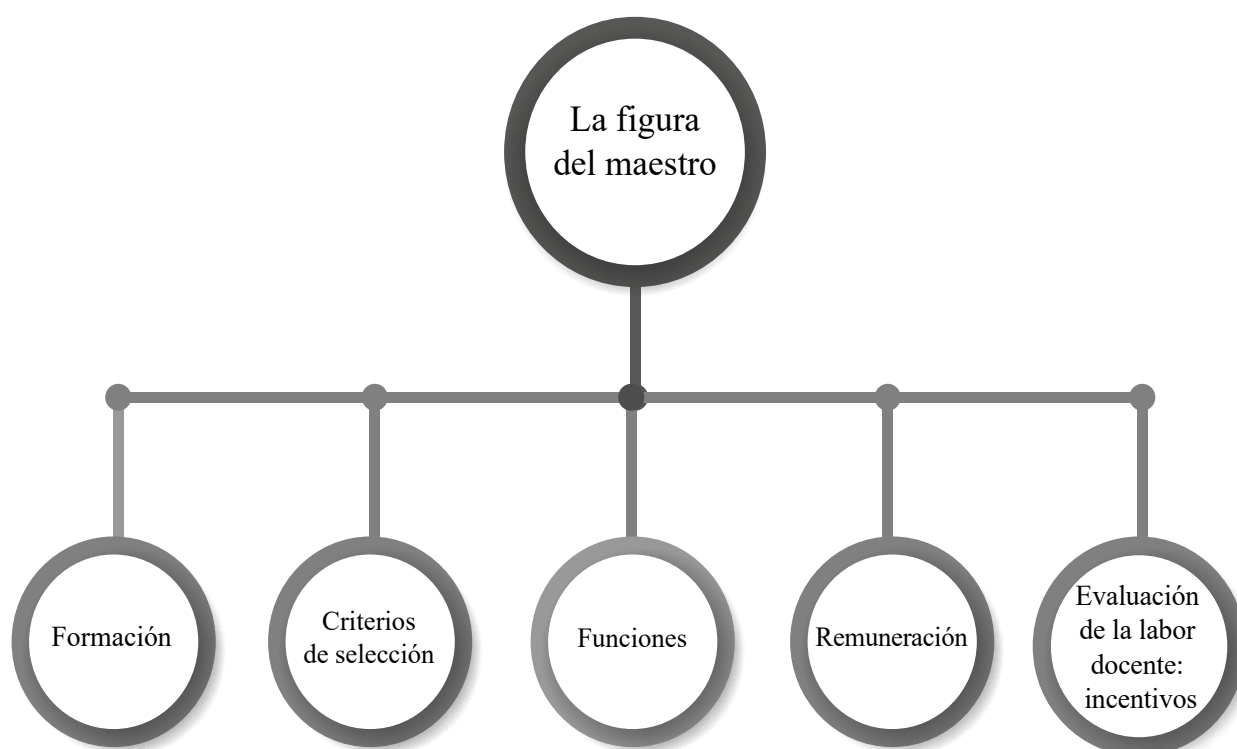 La figura
del maestro
Formación
Criterios
de selección
Funciones
Remuneración
Evaluación
de la labor
docente:
incentivos